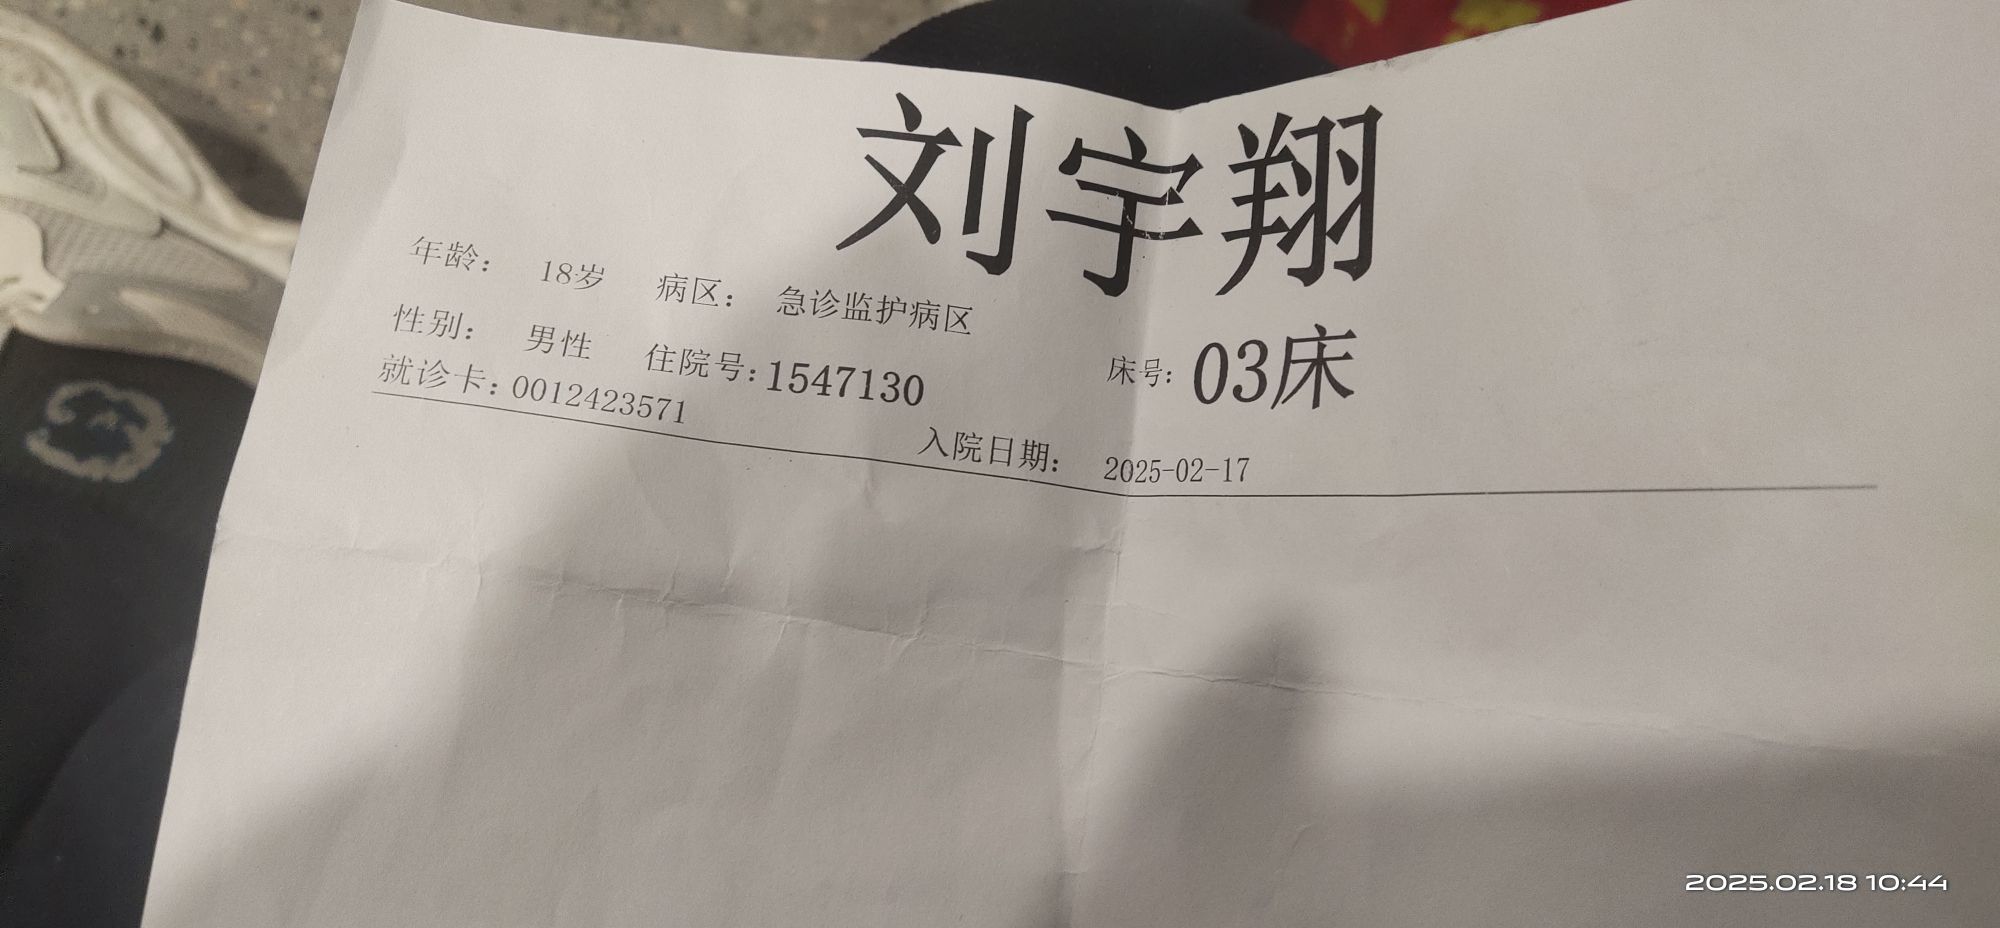 刘宇翔
年龄: 18岁 病区: 急诊监护病区
性别: 男性 住院号:1547130 床号: 03床
就诊卡:0012423571 入院日期: 2025-02-17
2025.02.18 10:44